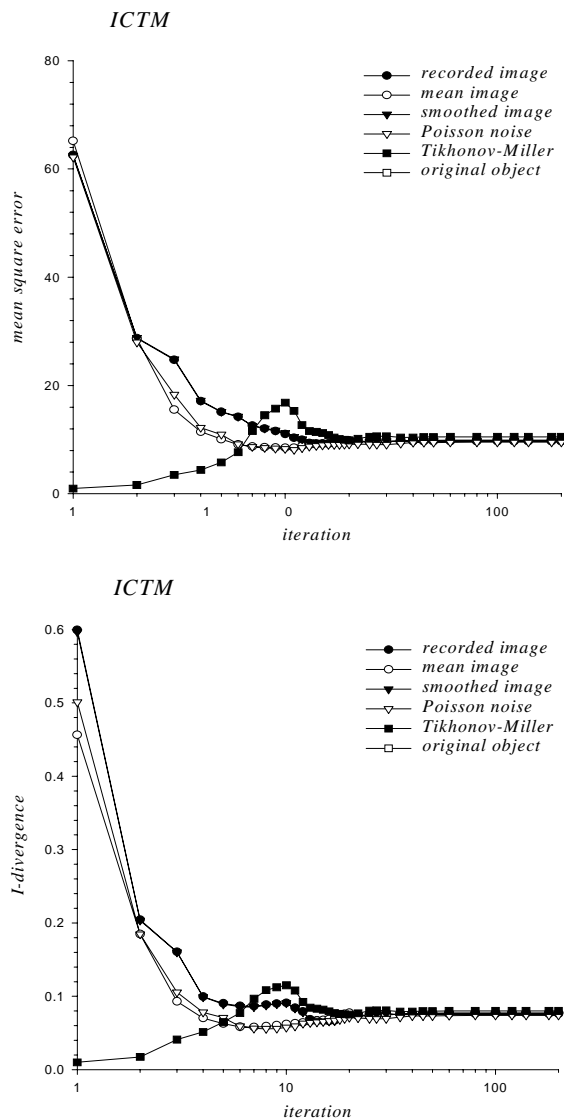 ICTM
80
60
40
20
0
mean square error
recorded image
mean image
smoothed image
Poisson noise
Tikhonov-Miller
original object
1 1 0 100
iteration
ICTM
0.6
0.5
0.4
0.3
0.2
0.1
0.0
I-divergence
recorded image
mean image
smoothed image
Poisson noise
Tikhonov-Miller
original object
1 10 100
iteration